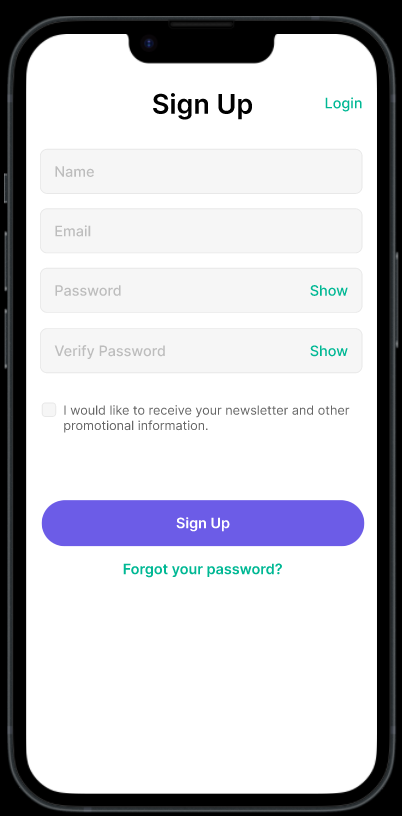 Sign Up
Login
Name
Email
Password
Show
Verify Password
Show
I would like to receive your newsletter and other
promotional information.
Sign Up
Forgot your password?